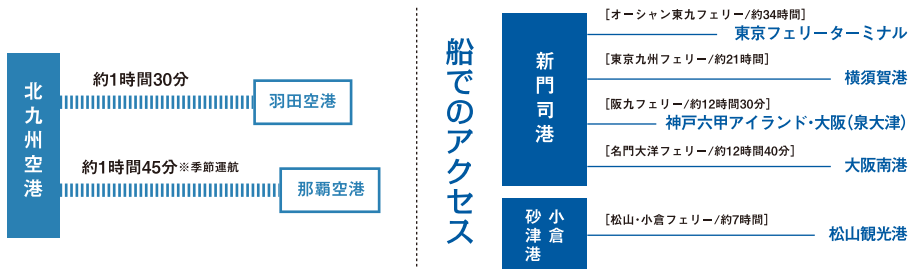 北九州空港
約1時間30分
羽田空港
約1時間45分※季節運航
那覇空港
船でのアクセス
新門司港
[オーシャン東九フェリー/約34時間]
東京フェリーターミナル
[東京九州フェリー/約21時間]
横須賀港
[阪九フェリー/約12時間30分]
神戸六甲アイランド・大阪(泉大津)
[名門大洋フェリー/約12時間40分]
大阪南港
小倉
砂津港
[松山・小倉フェリー/約7時間]
松山観光港